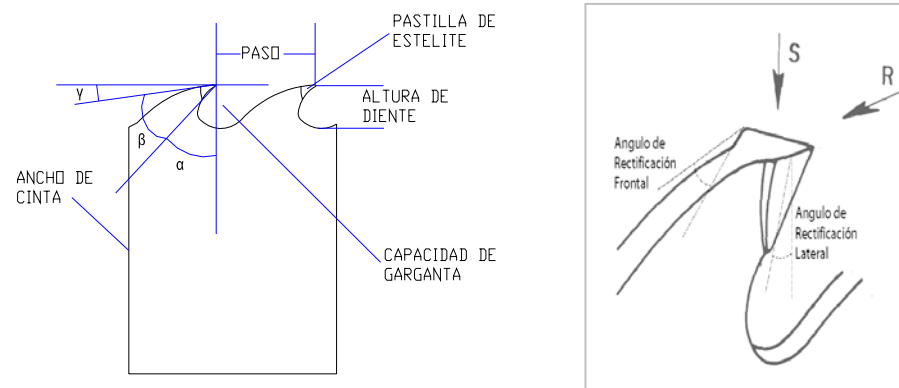 PASTILLA DE
ESTELITE
PASO
ALTURA DE
DIENTE
γ
β
α
ANCHO DE
CINTA
CAPACIDAD DE
GARGANTA
S
R
Angulo de
Rectificación
Frontal
Angulo de
Rectificación
Lateral